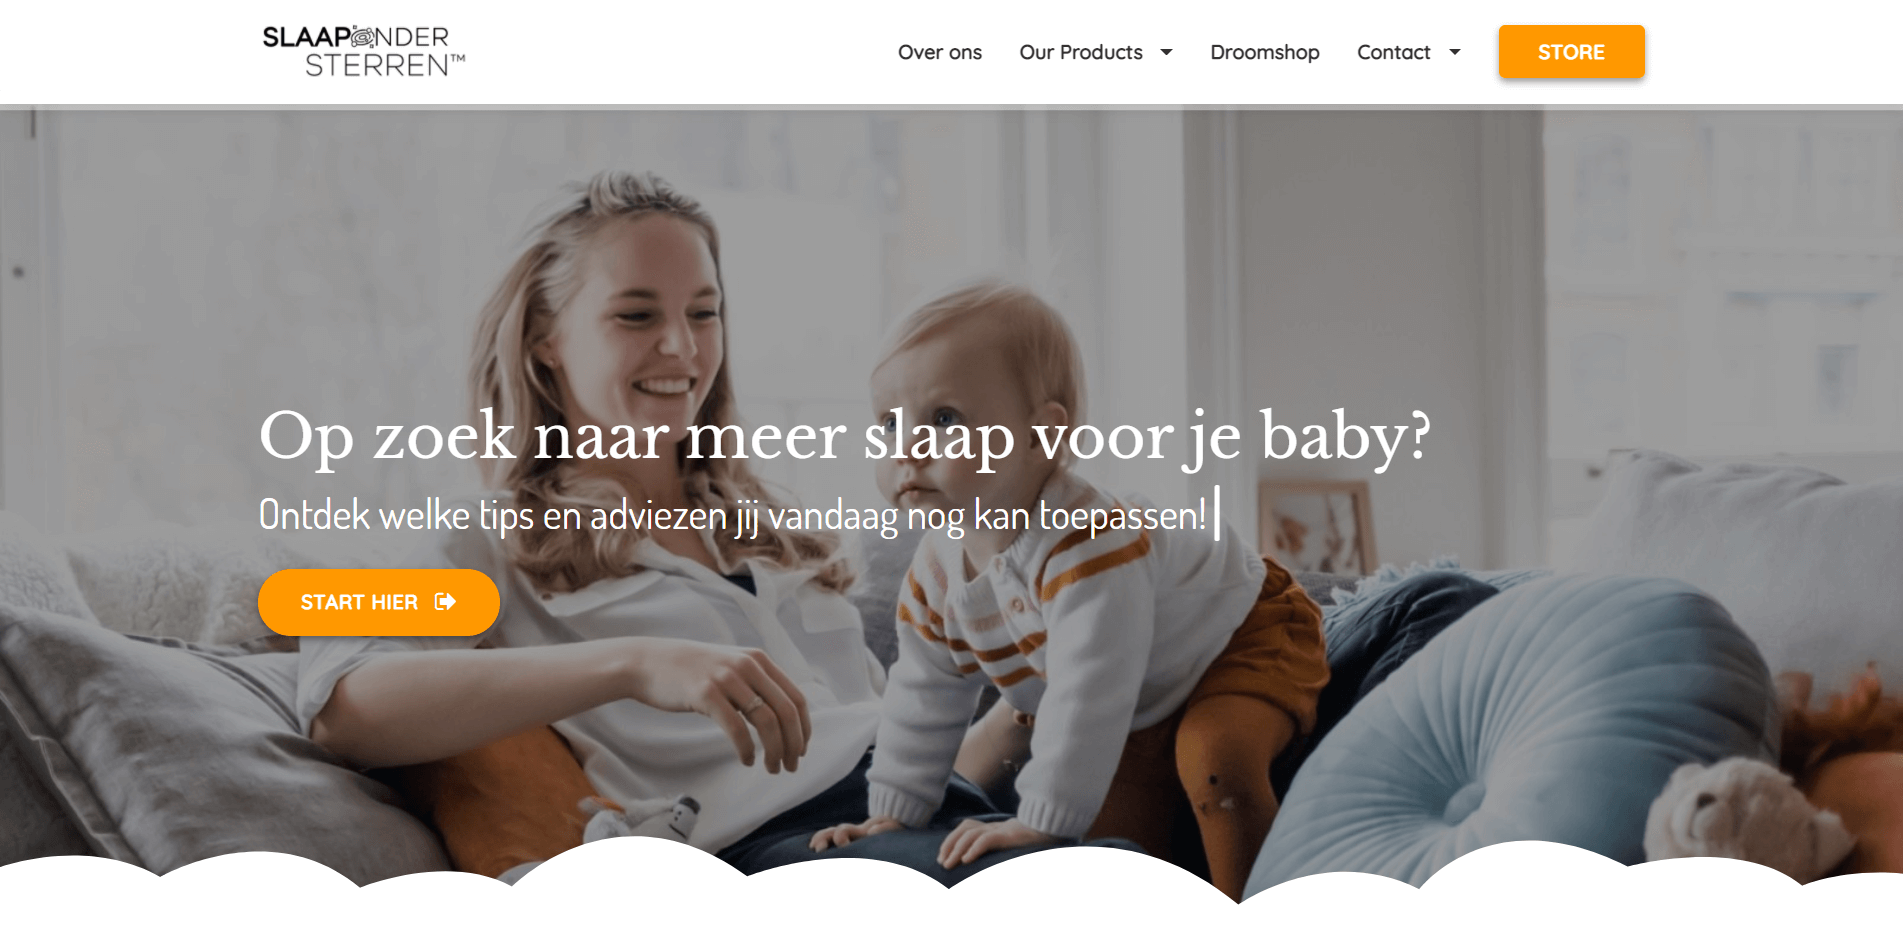 SLAAPONDER
STERREN™
Over ons
Our Products
Droomshop
Contact
STORE
Op zoek naar meer slaap voor je baby?
Ontdek welke tips en adviezen jij vandaag nog kan toepassen!
START HIER